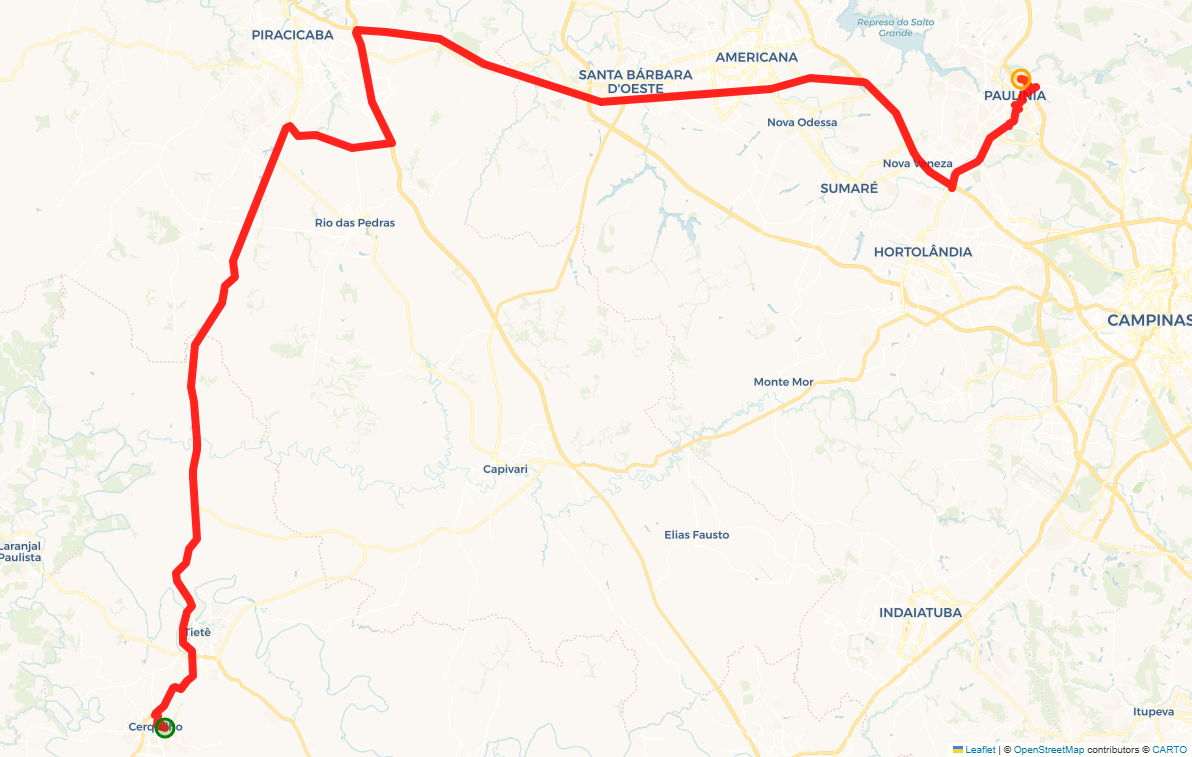 Represa do Salto
Grande
PIRACICABA
AMERICANA
SANTA BÁRBARA
D'OESTE
PAULÍNIA
Nova Odessa
Nova Veneza
SUMARÉ
Rio das Pedras
HORTOLÂNDIA
CAMPINAS
Monte Mor
Capivari
Elias Fausto
Laranjal
Paulista
INDAIATUBA
Tietê
Itupeva
Cerquilho
Leaflet | © OpenStreetMap contributors © CARTO